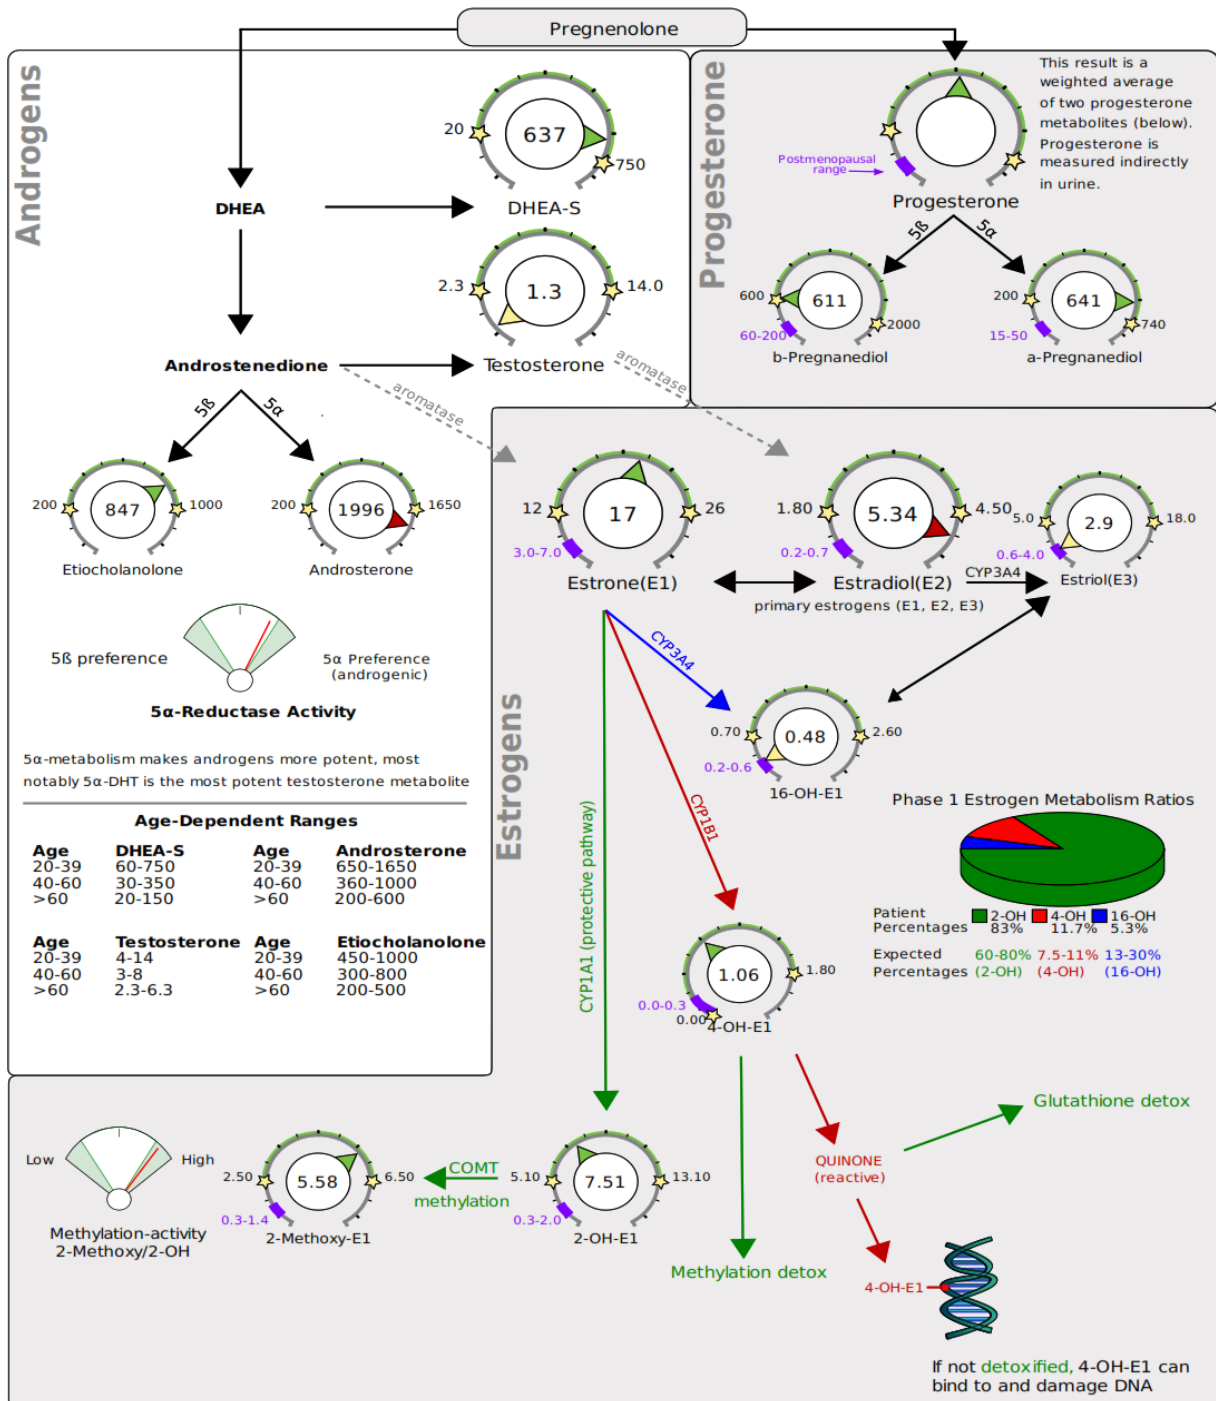 Pregnenolone
Androgens
Progesterone
637
20
750
DHEA-S
DHEA
This result is a
weighted average
of two progesterone
metabolites (below).
Progesterone is
measured indirectly
in urine.
Postmenopausal
range
Progesterone
5ß
5α
1.3
2.3
14.0
Testosterone
Androstenedione
aromatase
aromatase
611
600
2000
60-200
b-Pregnanediol
641
200
740
15-50
a-Pregnanediol
5ß
5α
847
200
1000
Etiocholanolone
1996
200
1650
Androsterone
5ß preference
5α Preference
(androgenic)
5α-Reductase Activity
5α-metabolism makes androgens more potent, most
notably 5α-DHT is the most potent testosterone metabolite
Age-Dependent Ranges
Age DHEA-S Age Androsterone
20-39 60-750 20-39 650-1650
40-60 30-350 40-60 360-1000
>60 20-150 >60 200-600
Age Testosterone Age Etiocholanolone
20-39 4-14 20-39 450-1000
40-60 3-8 40-60 300-800
>60 2.3-6.3 >60 200-500
Estrogens
17
12
26
3.0-7.0
Estrone(E1)
5.34
1.80
4.50
0.2-0.7
Estradiol(E2)
2.9
5.0
18.0
0.6-4.0
Estriol(E3)
CYP3A4
primary estrogens (E1, E2, E3)
CYP3A4
CYP1B1
CYP1A1 (protective pathway)
0.48
0.70
2.60
0.2-0.6
16-OH-E1
Phase 1 Estrogen Metabolism Ratios
Patient 2-OH 4-OH 16-OH
Percentages 83% 11.7% 5.3%
Expected 60-80% 7.5-11% 13-30%
Percentages (2-OH) (4-OH) (16-OH)
1.06
1.80
0.0-0.3
0.00
4-OH-E1
Glutathione detox
QUINONE
(reactive)
Low
High
Methylation-activity
2-Methoxy/2-OH
5.58
2.50
6.50
0.3-1.4
2-Methoxy-E1
COMT
methylation
7.51
5.10
13.10
0.3-2.0
2-OH-E1
Methylation detox
4-OH-E1
If not detoxified, 4-OH-E1 can
bind to and damage DNA